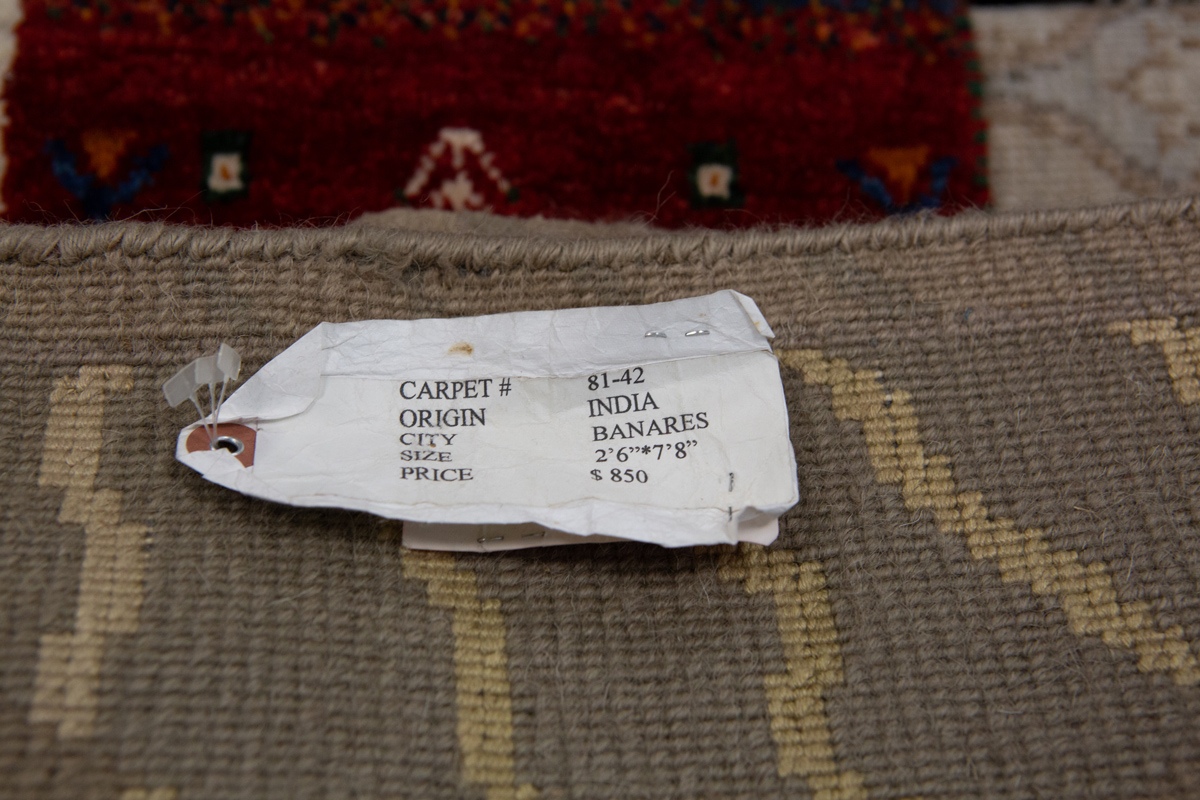 CARPET # 81-42
ORIGIN INDIA
CITY BANARES
SIZE 2'6"*7'8"
PRICE $ 850